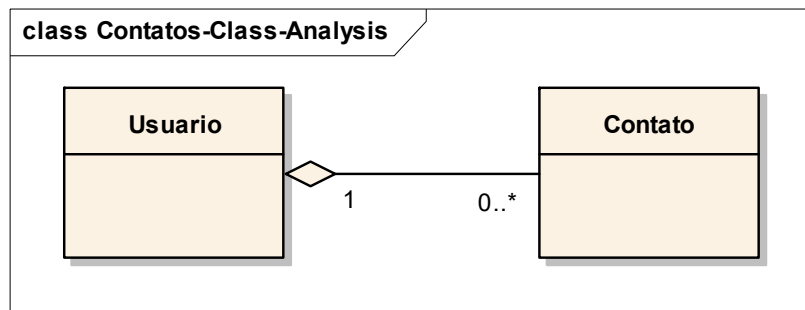 class Contatos-Class-Analysis
Usuario
Contato
1
0..*